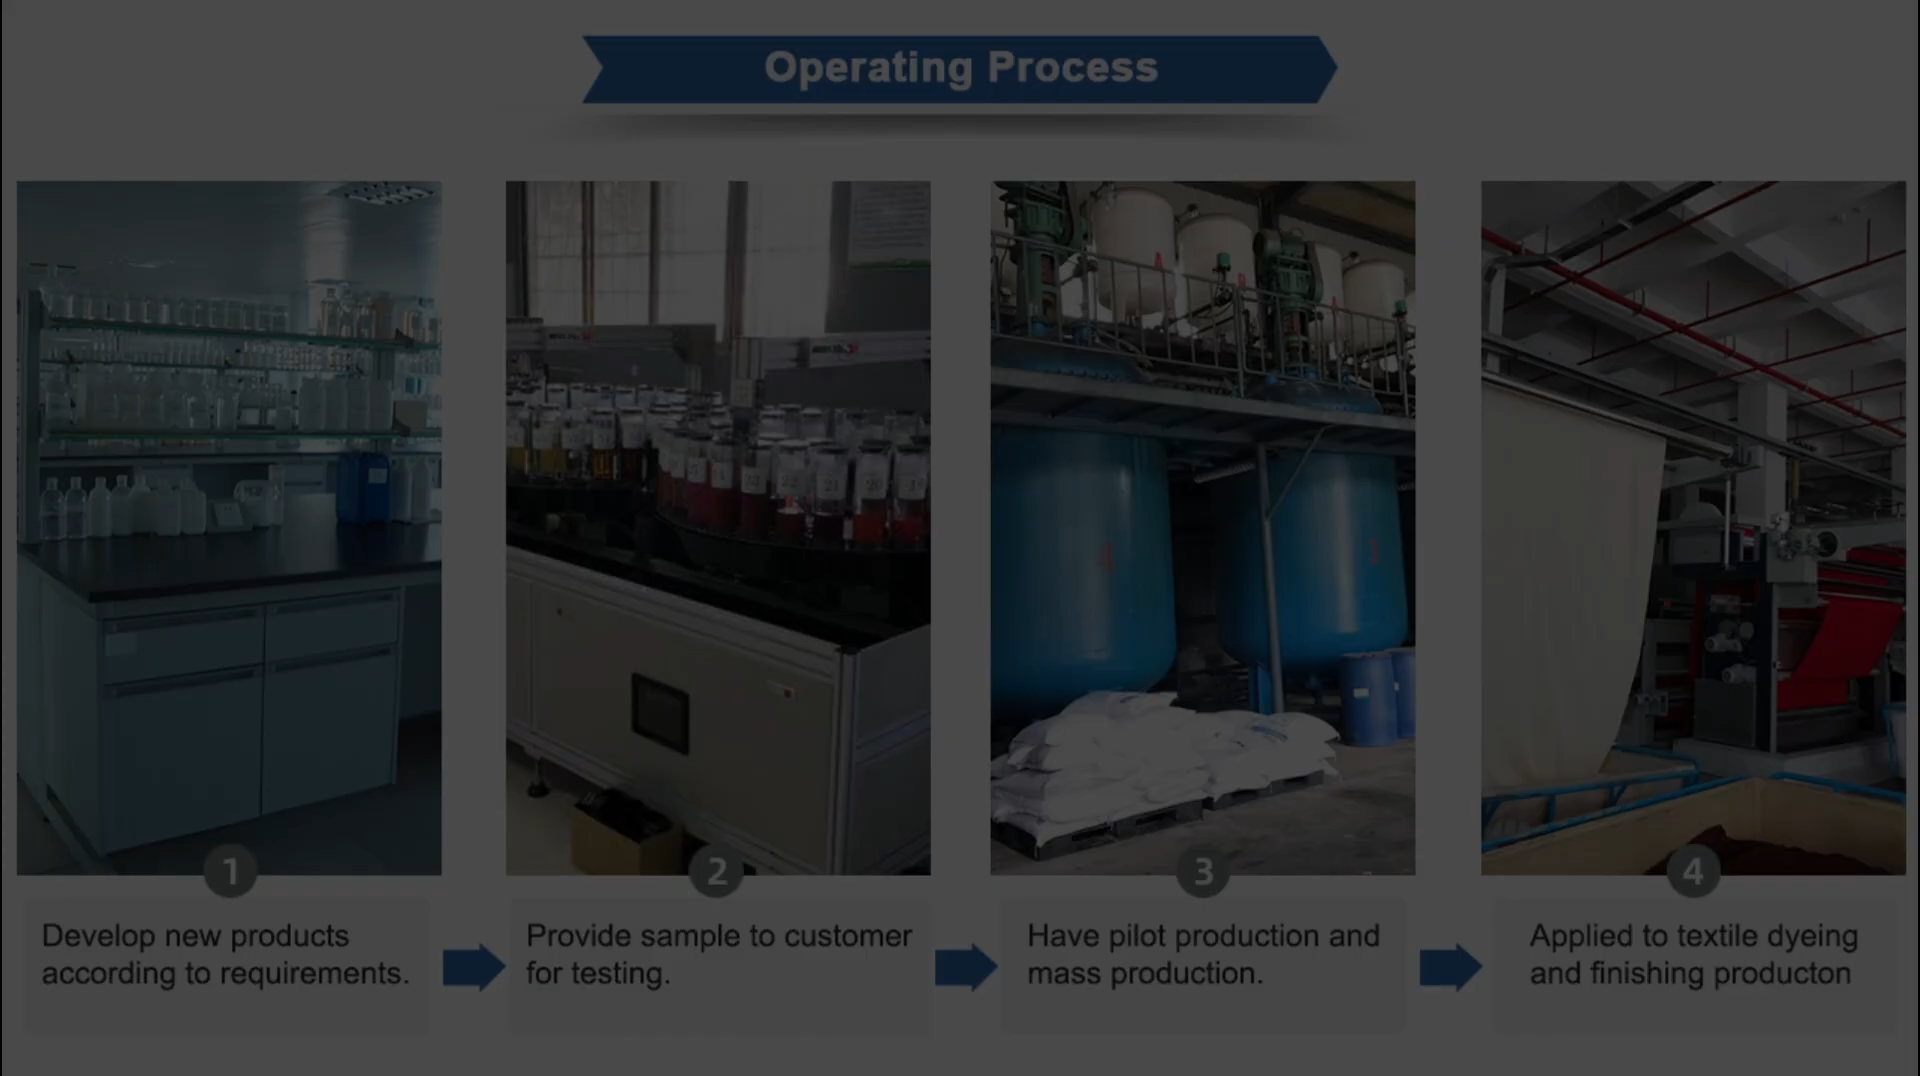 Operating Process
1
2
3
4
Develop new products
according to requirements.
Provide sample to customer
for testing.
Have pilot production and
mass production.
Applied to textile dyeing
and finishing producton